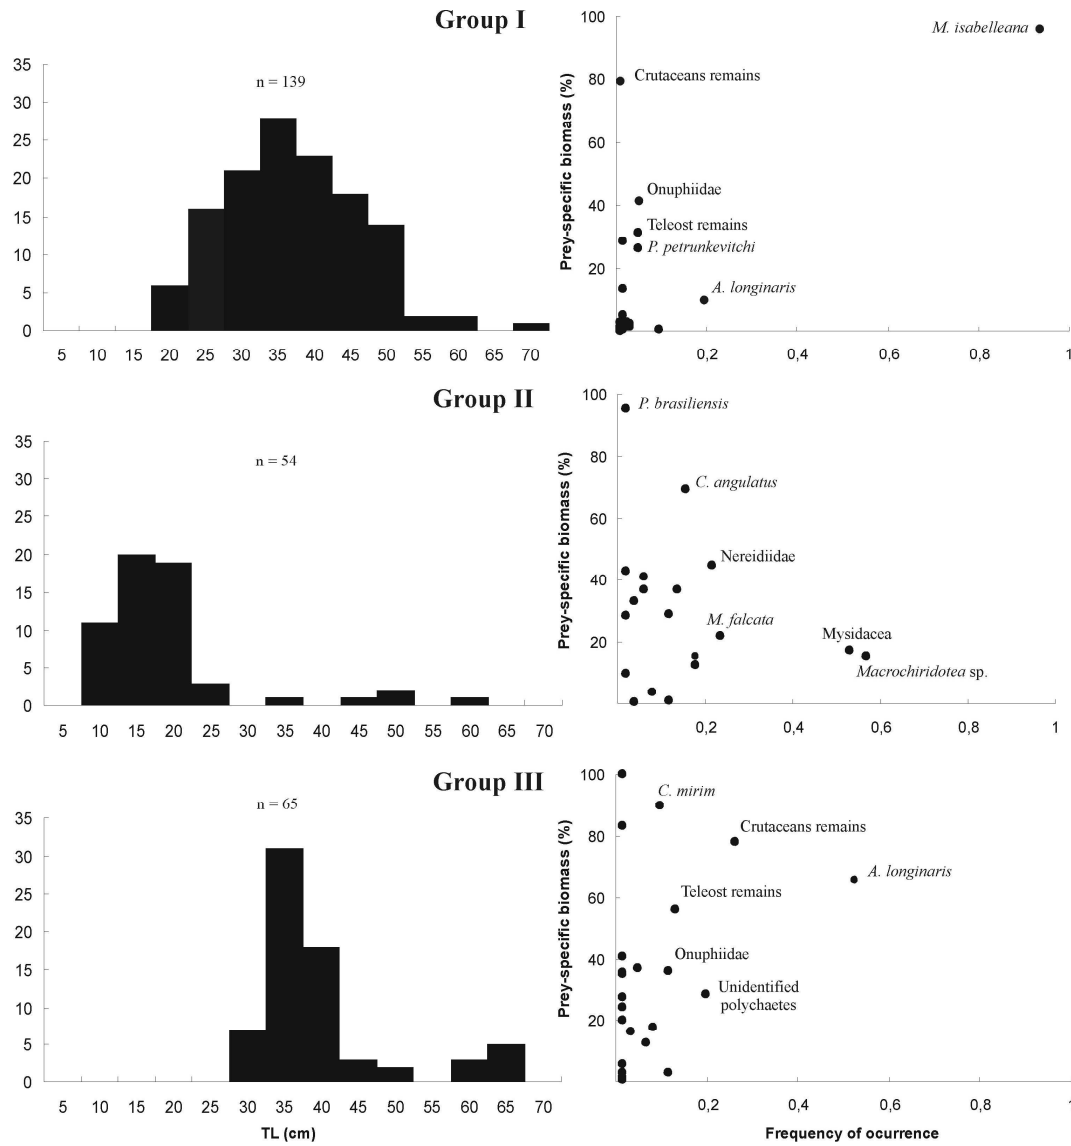 Group I
n = 139
35
30
25
20
15
10
5
0
5 10 15 20 25 30 35 40 45 50 55 60 65 70
Prey-specific biomass (%)
100
80
60
40
20
M. isabelleana
Crutaceans remains
Onuphiidae
Teleost remains
P. petrunkevitchi
A. longinaris
0,2 0,4 0,6 0,8 1
Group II
n = 54
35
30
25
20
15
10
5
0
5 10 15 20 25 30 35 40 45 50 55 60 65 70
Prey-specific biomass (%)
100
80
60
40
20
P. brasiliensis
C. angulatus
Nereidiidae
M. falcata
Mysidacea
Macrochiridotea sp.
0,2 0,4 0,6 0,8 1
Group III
n = 65
35
30
25
20
15
10
5
0
5 10 15 20 25 30 35 40 45 50 55 60 65 70
TL (cm)
Prey-specific biomass (%)
100
80
60
40
20
C. mirim
Crutaceans remains
A. longinaris
Teleost remains
Onuphiidae
Unidentified
polychaetes
0,2 0,4 0,6 0,8 1
Frequency of ocurrence